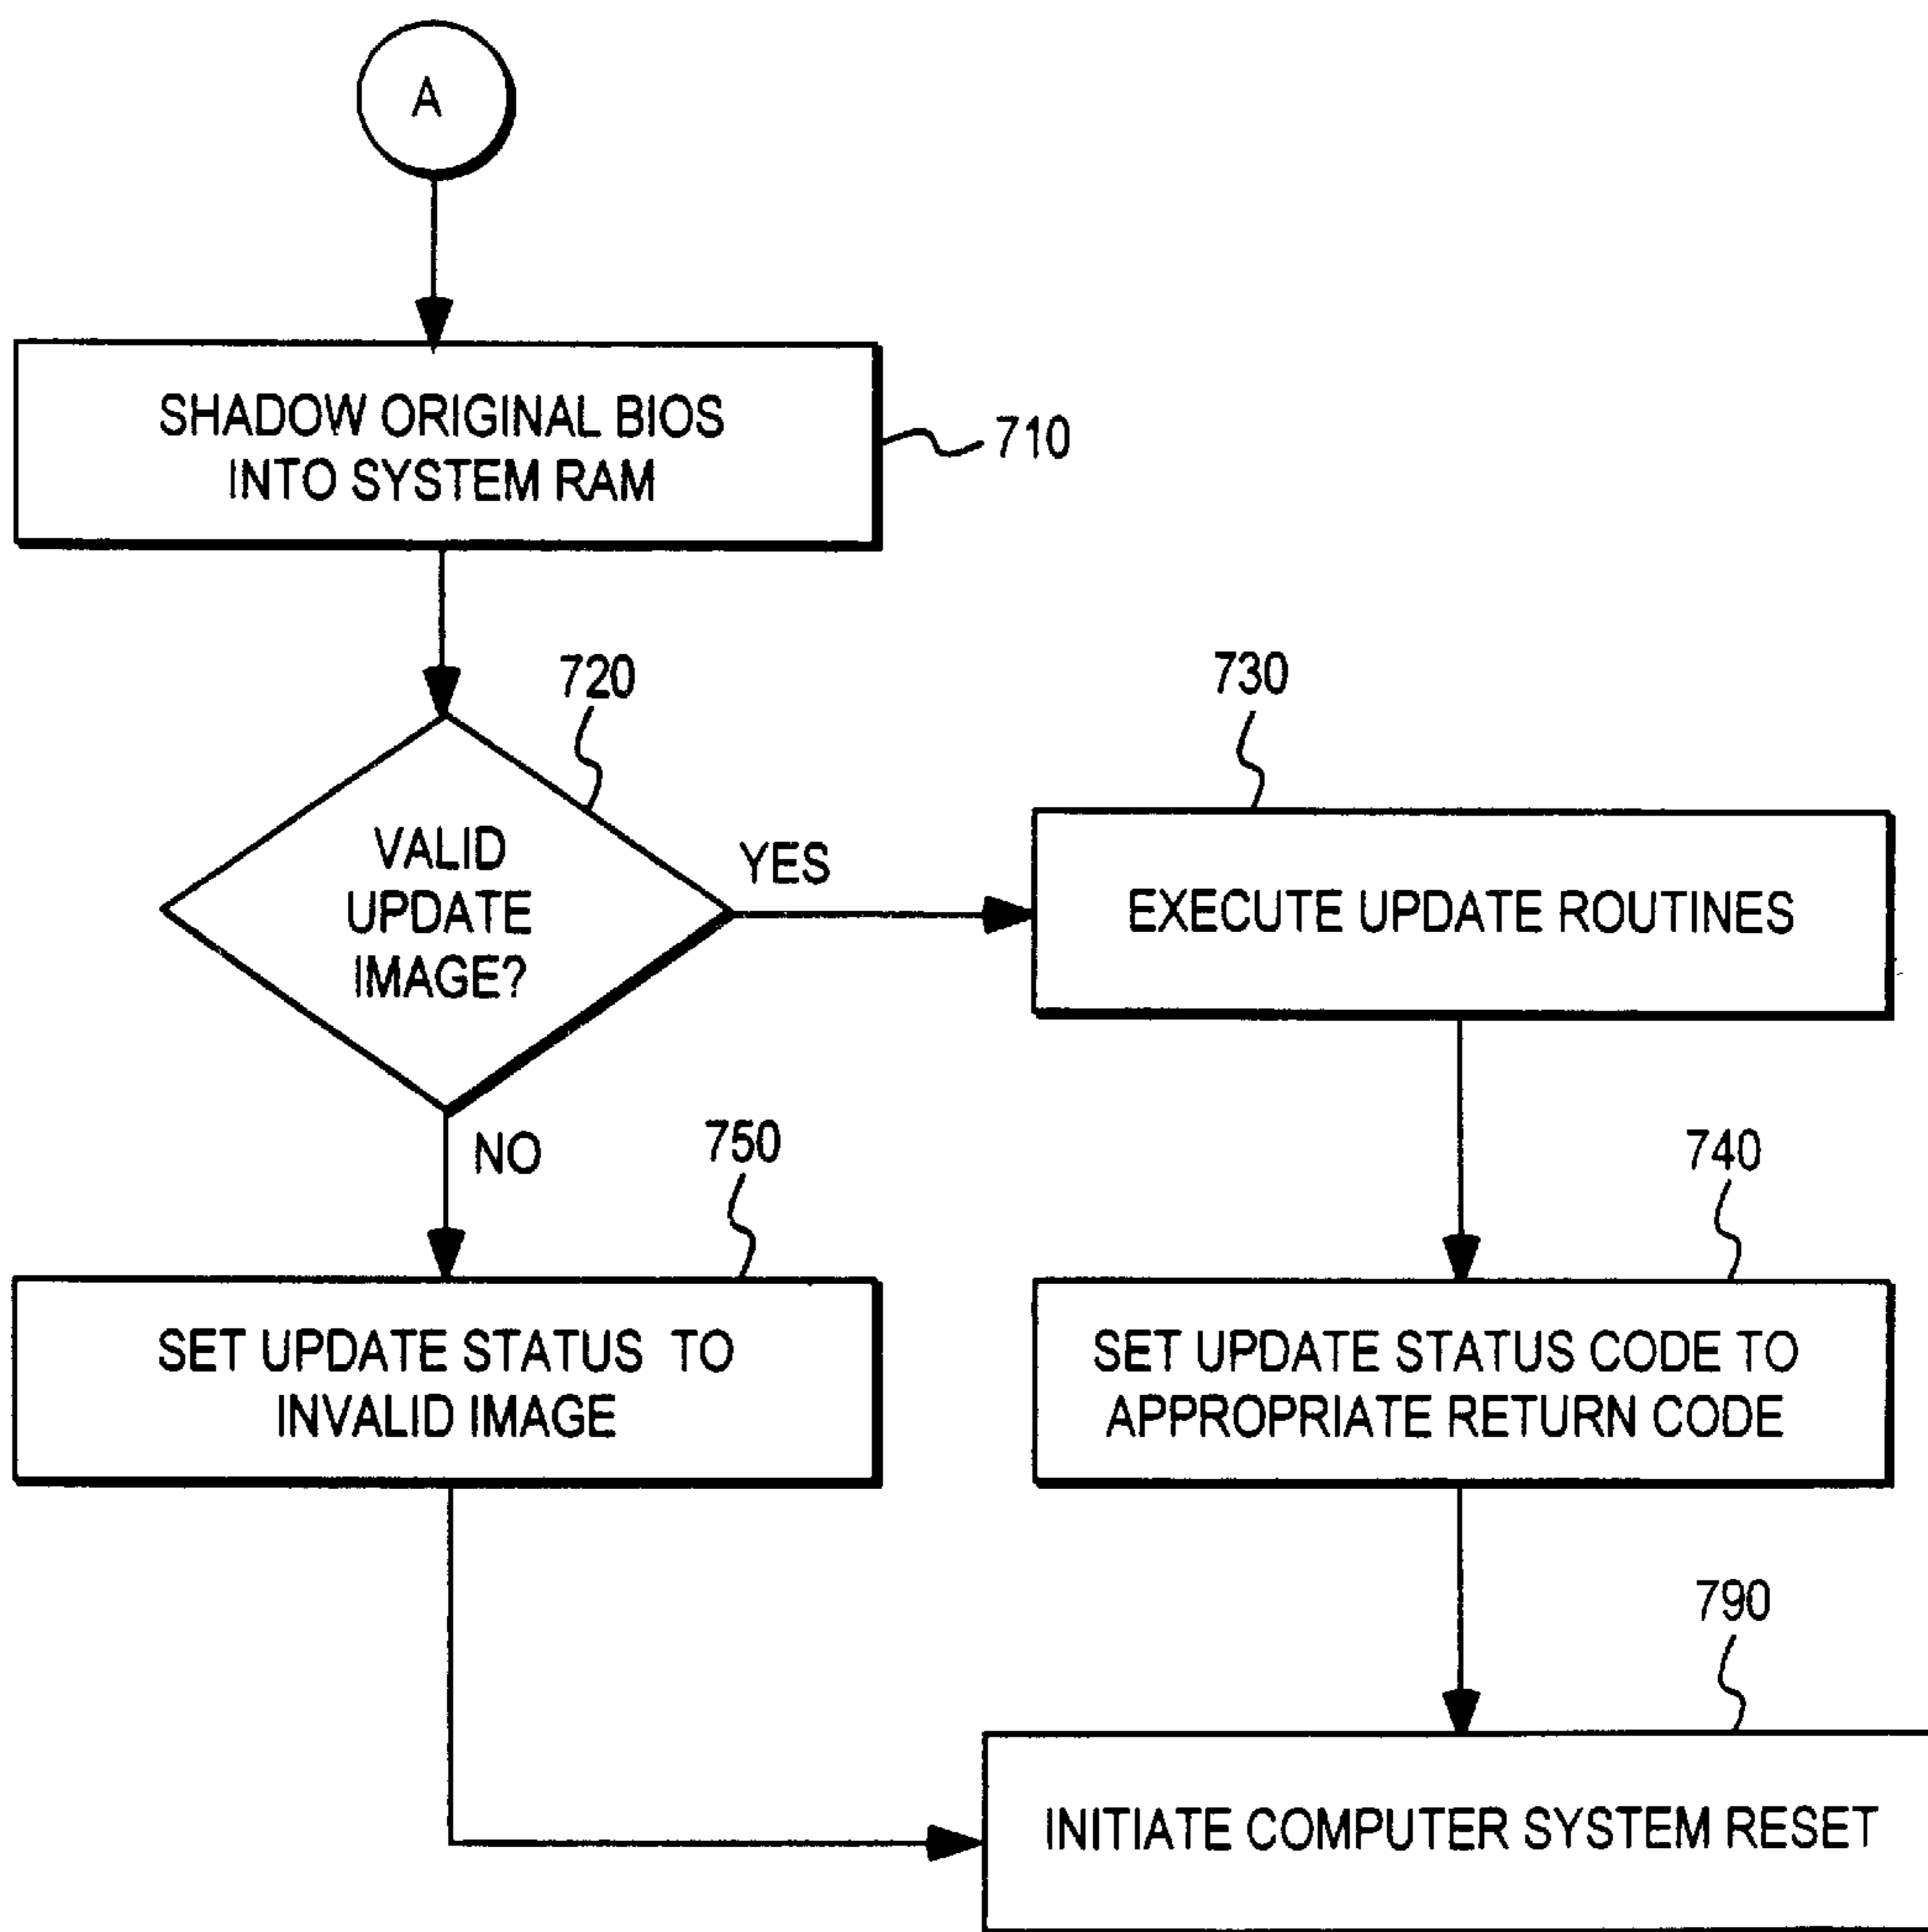 A
SHADOW ORIGINAL BIOS
INTO SYSTEM RAM
710
720
VALID
UPDATE
IMAGE?
YES
730
EXECUTE UPDATE ROUTINES
NO
750
SET UPDATE STATUS TO
INVALID IMAGE
740
SET UPDATE STATUS CODE TO
APPROPRIATE RETURN CODE
790
INITIATE COMPUTER SYSTEM RESET